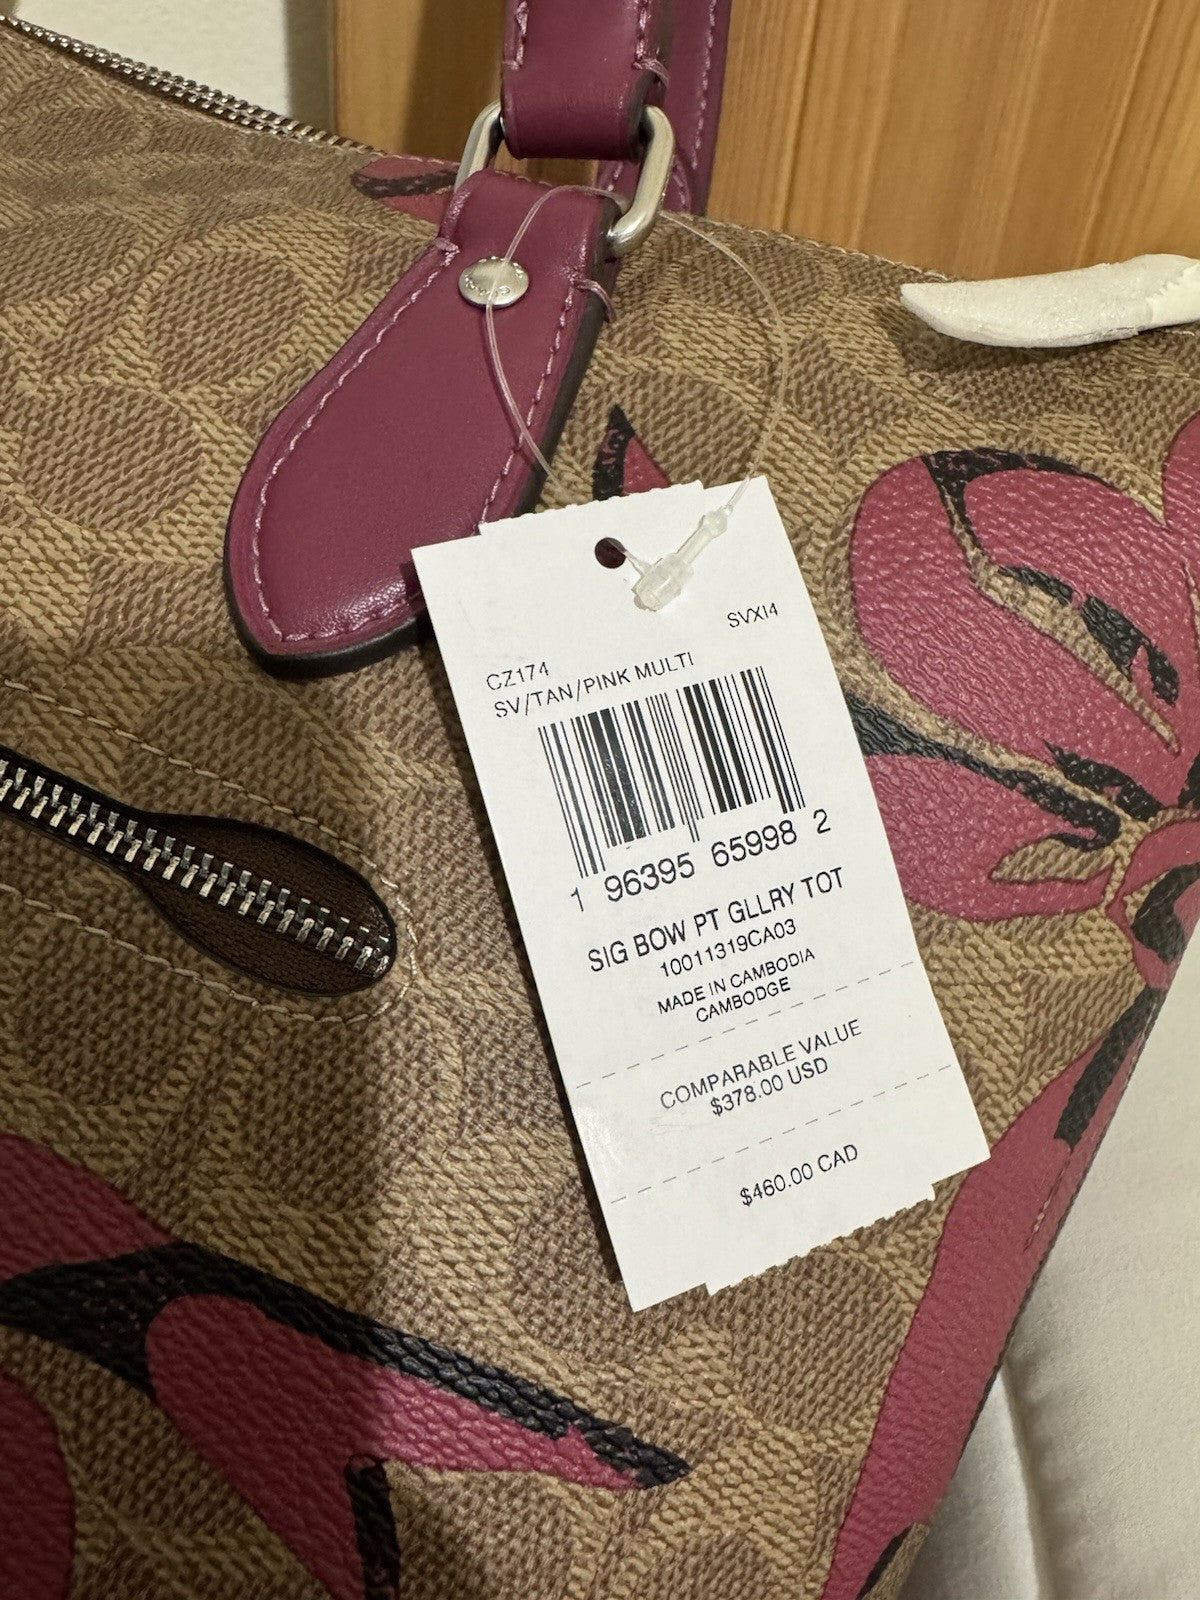 SVXI4
CZ174
SV/TAN/PINK MULTI
1 96395 65998 2
SIG BOW PT GLLRY TOT
10011319CA03
MADE IN CAMBODIA
CAMBODGE
COMPARABLE VALUE
$378.00 USD
$460.00 CAD